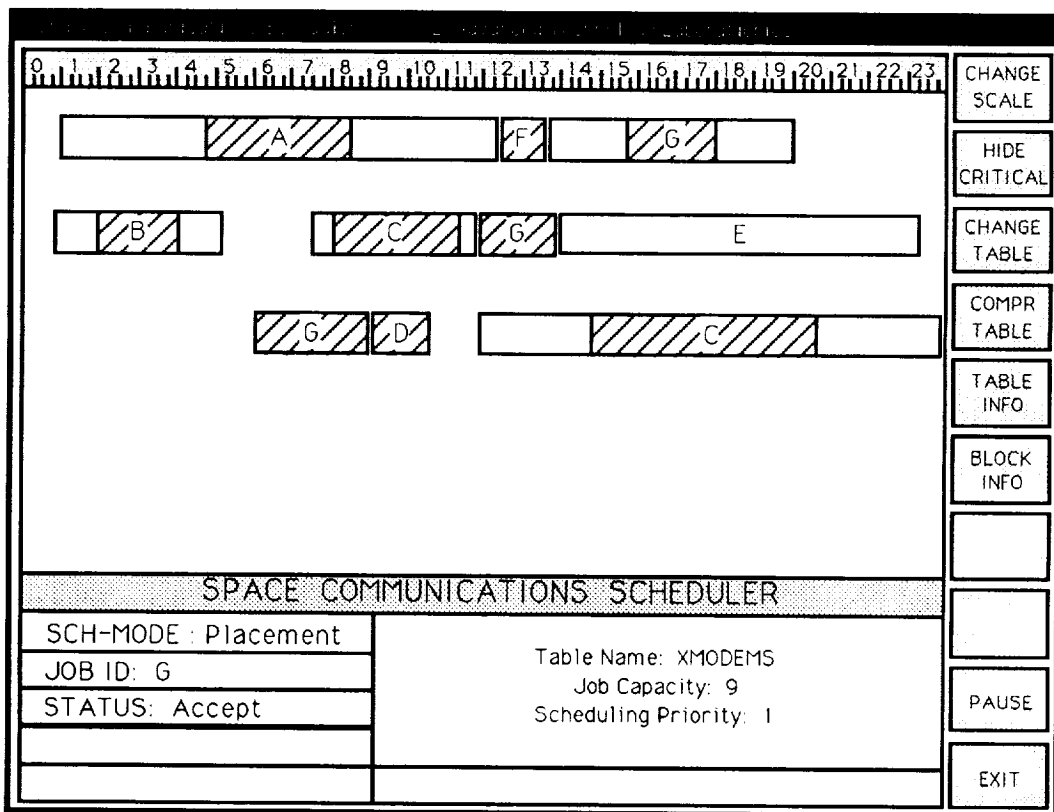 0 1 2 3 4 5 6 7 8 9 10 11 12 13 14 15 16 17 18 19 20 21 22 23
A F G
B C G E
G D C
CHANGE
SCALE
HIDE
CRITICAL
CHANGE
TABLE
COMPR
TABLE
TABLE
INFO
BLOCK
INFO
PAUSE
EXIT
SPACE COMMUNICATIONS SCHEDULER
SCH-MODE : Placement
JOB ID: G
STATUS: Accept
Table Name: XMODEMS
Job Capacity: 9
Scheduling Priority: 1